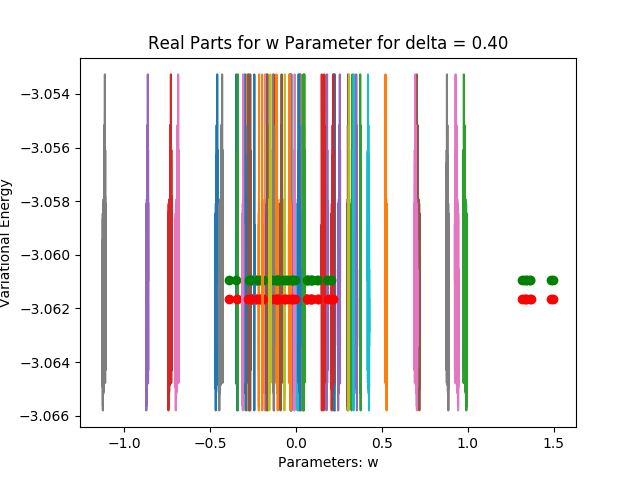 Real Parts for w Parameter for delta = 0.40
Variational Energy
−3.054
−3.056
−3.058
−3.060
−3.062
−3.064
−3.066
−1.0 −0.5 0.0 0.5 1.0 1.5
Parameters: w